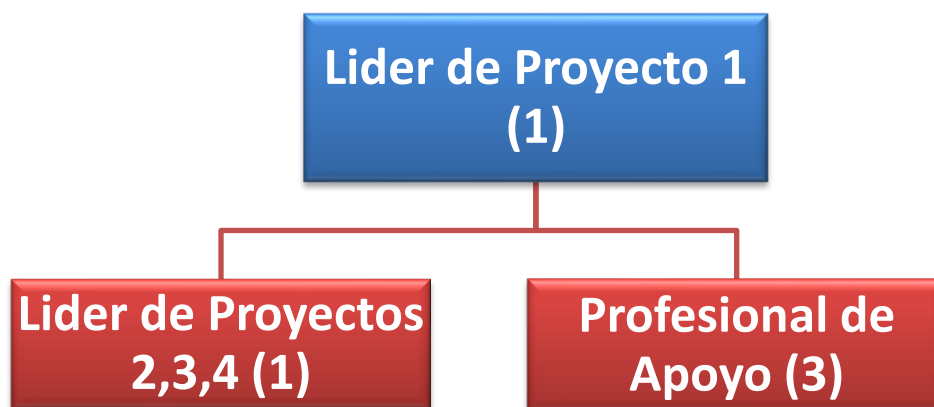 Lider de Proyecto 1
(1)
Lider de Proyectos
2,3,4 (1)
Profesional de
Apoyo (3)